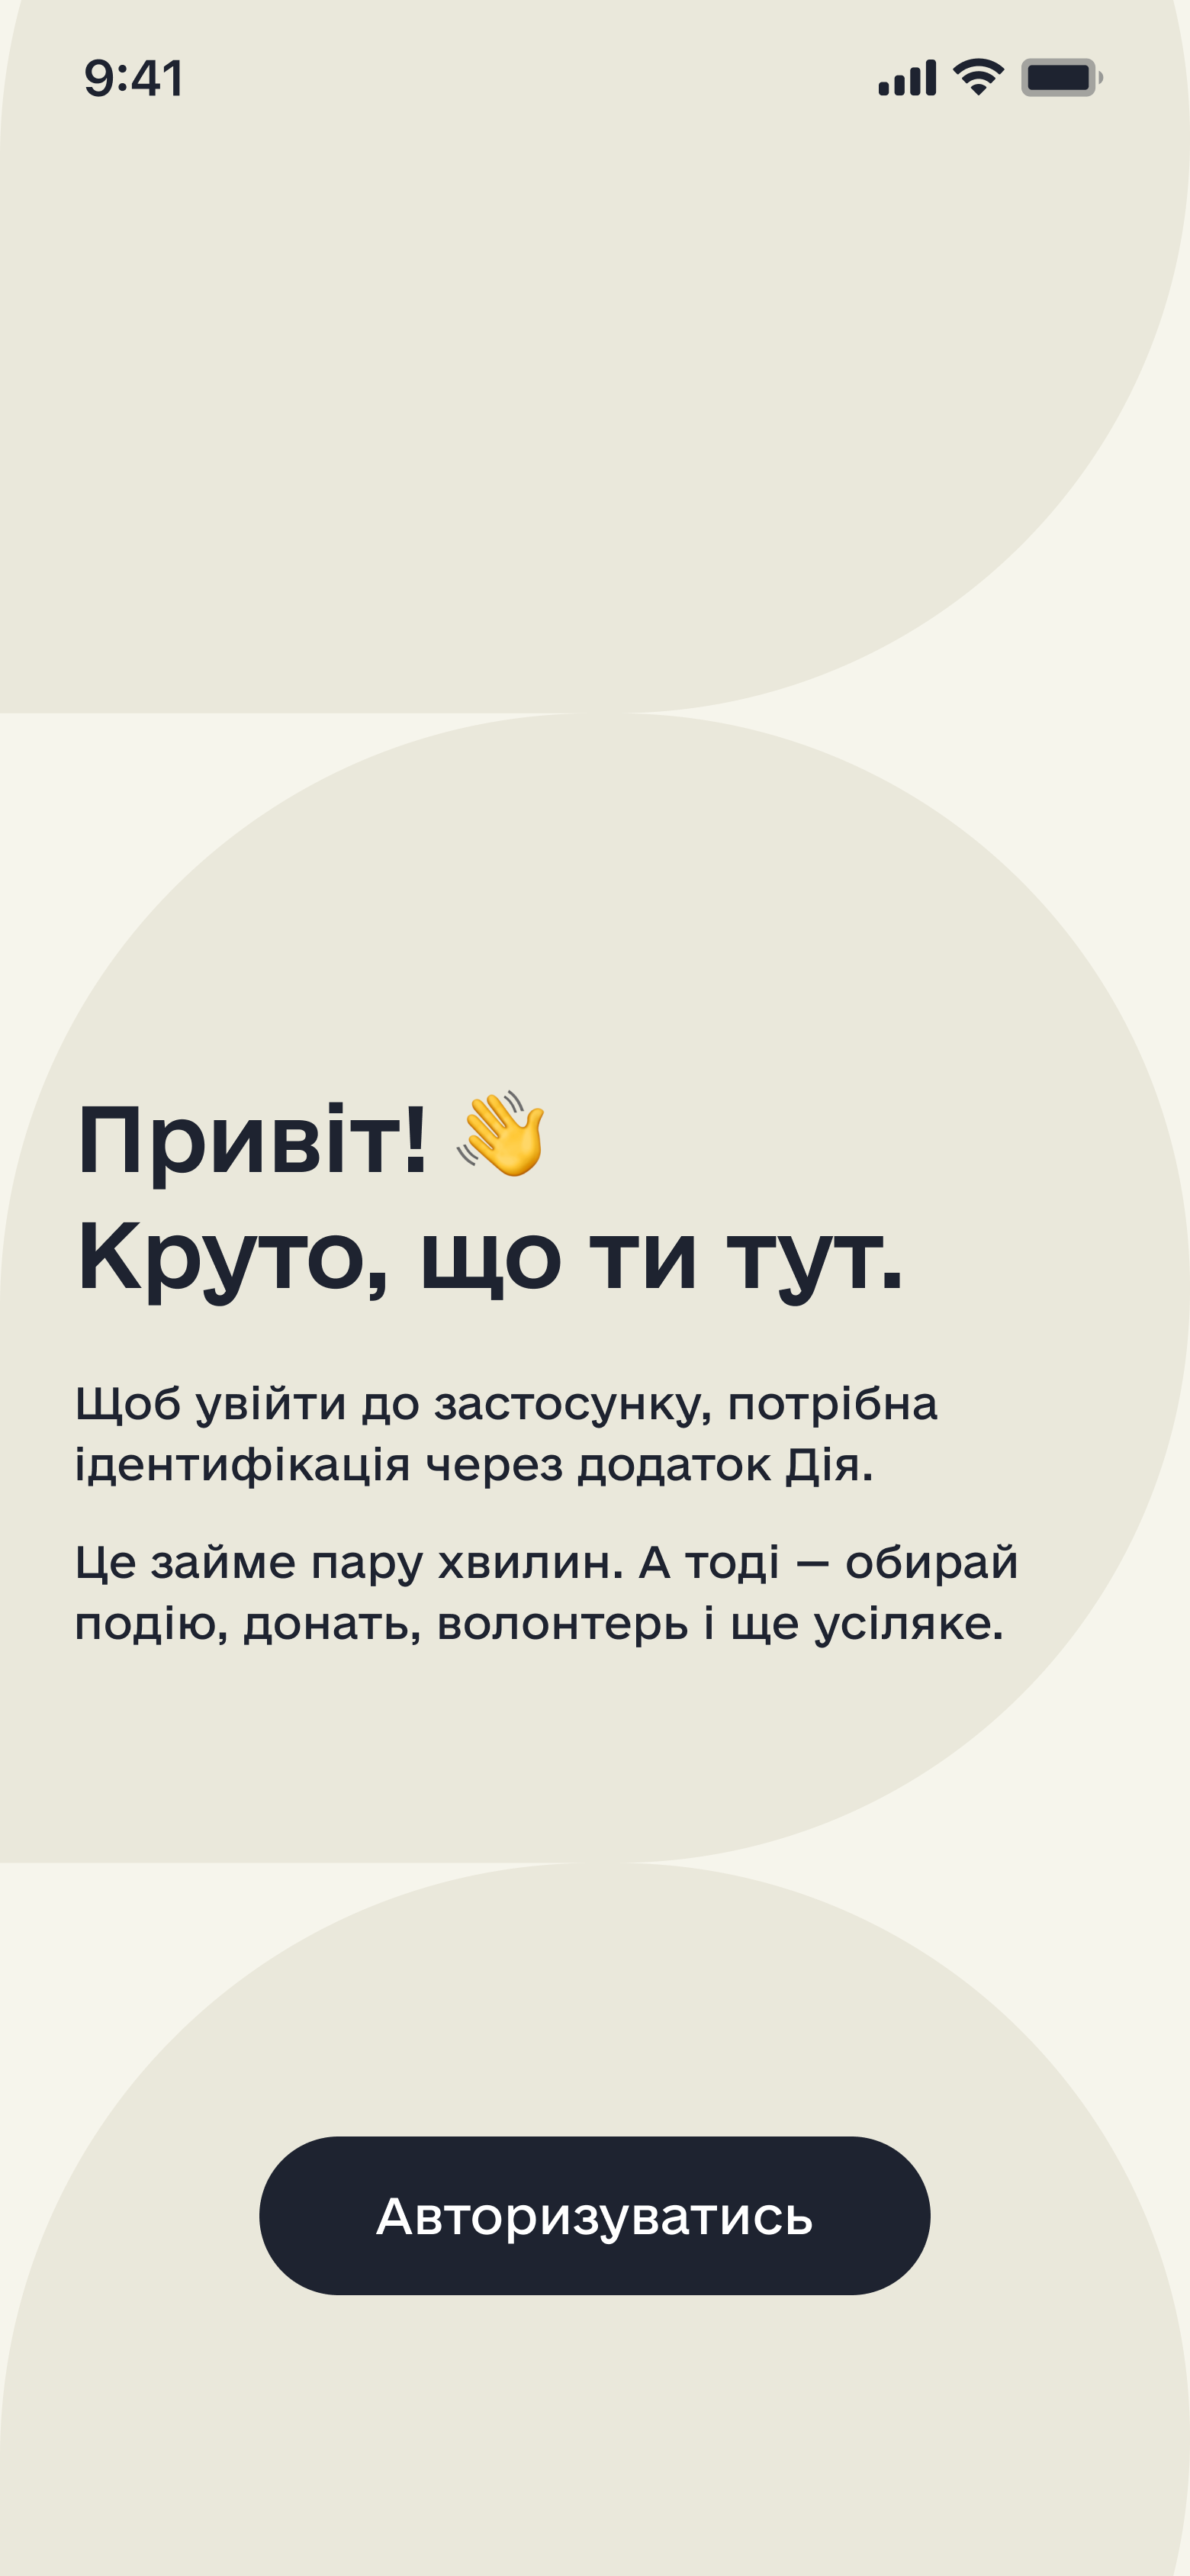 9:41
Привіт! 👋
Круто, що ти тут.
Щоб увійти до застосунку, потрібна
ідентифікація через додаток Дія.
Це займе пару хвилин. А тоді — обирай
подію, донать, волонтерь і ще усіляке.
Авторизуватись